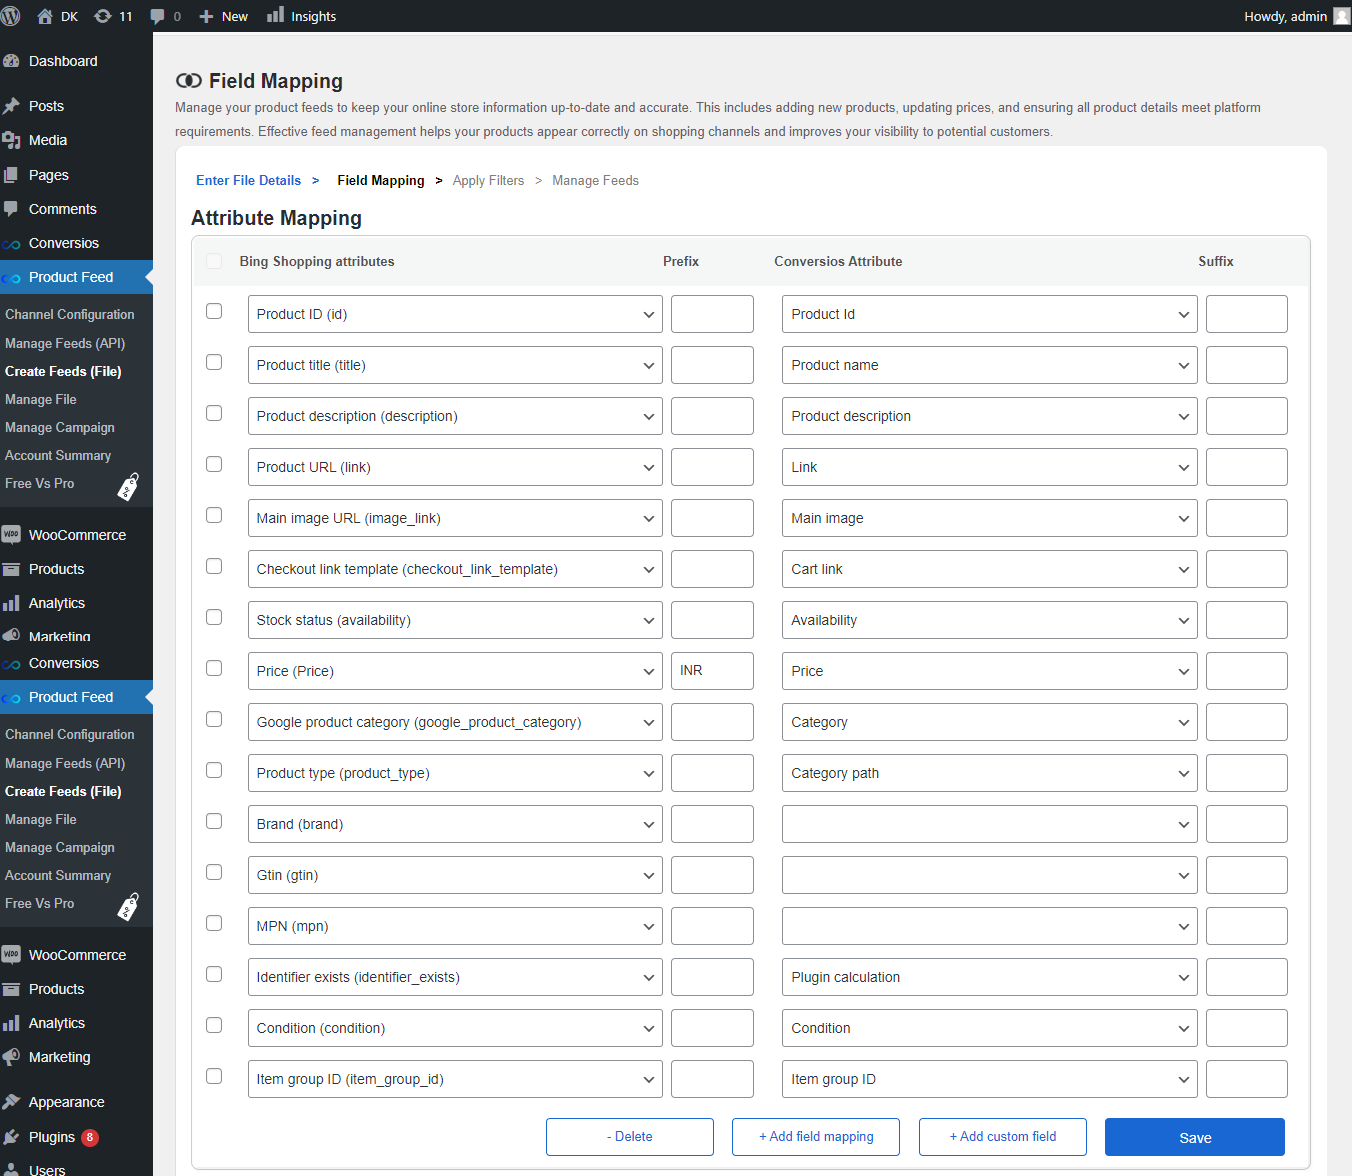 DK 11 0 New Insights Howdy, admin
Dashboard
Posts
Media
Pages
Comments
Conversios
Product Feed
Channel Configuration
Manage Feeds (API)
Create Feeds (File)
Manage File
Manage Campaign
Account Summary
Free Vs Pro
WooCommerce
Products
Analytics
Marketing
Conversios
Product Feed
Channel Configuration
Manage Feeds (API)
Create Feeds (File)
Manage File
Manage Campaign
Account Summary
Free Vs Pro
WooCommerce
Products
Analytics
Marketing
Appearance
Plugins 8
Users
Field Mapping
Manage your product feeds to keep your online store information up-to-date and accurate. This includes adding new products, updating prices, and ensuring all product details meet platform
requirements. Effective feed management helps your products appear correctly on shopping channels and improves your visibility to potential customers.
Enter File Details > Field Mapping > Apply Filters > Manage Feeds
Attribute Mapping
Bing Shopping attributes Prefix Conversios Attribute Suffix
Product ID (id) Product Id
Product title (title) Product name
Product description (description) Product description
Product URL (link) Link
Main image URL (image_link) Main image
Checkout link template (checkout_link_template) Cart link
Stock status (availability) Availability
Price (Price) INR Price
Google product category (google_product_category) Category
Product type (product_type) Category path
Brand (brand)
Gtin (gtin)
MPN (mpn)
Identifier exists (identifier_exists) Plugin calculation
Condition (condition) Condition
Item group ID (item_group_id) Item group ID
- Delete + Add field mapping + Add custom field Save